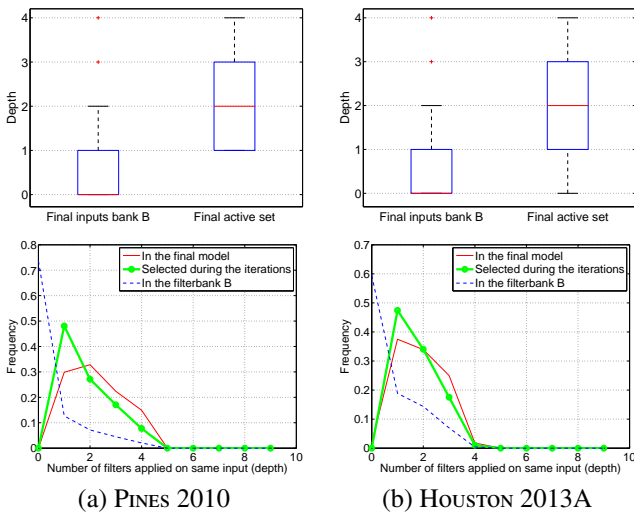 4
3
2
1
0
Depth
Final inputs bank B
Final active set
4
3
2
1
0
Depth
Final inputs bank B
Final active set
0.8
0.7
0.6
0.5
0.4
0.3
0.2
0.1
0
Frequency
In the final model
Selected during the iterations
In the filterbank B
0 2 4 6 8 10
Number of filters applied on same input (depth)
0.7
0.6
0.5
0.4
0.3
0.2
0.1
0
Frequency
In the final model
Selected during the iterations
In the filterbank B
0 2 4 6 8 10
Number of filters applied on same input (depth)
(a) PINES 2010
(b) HOUSTON 2013A